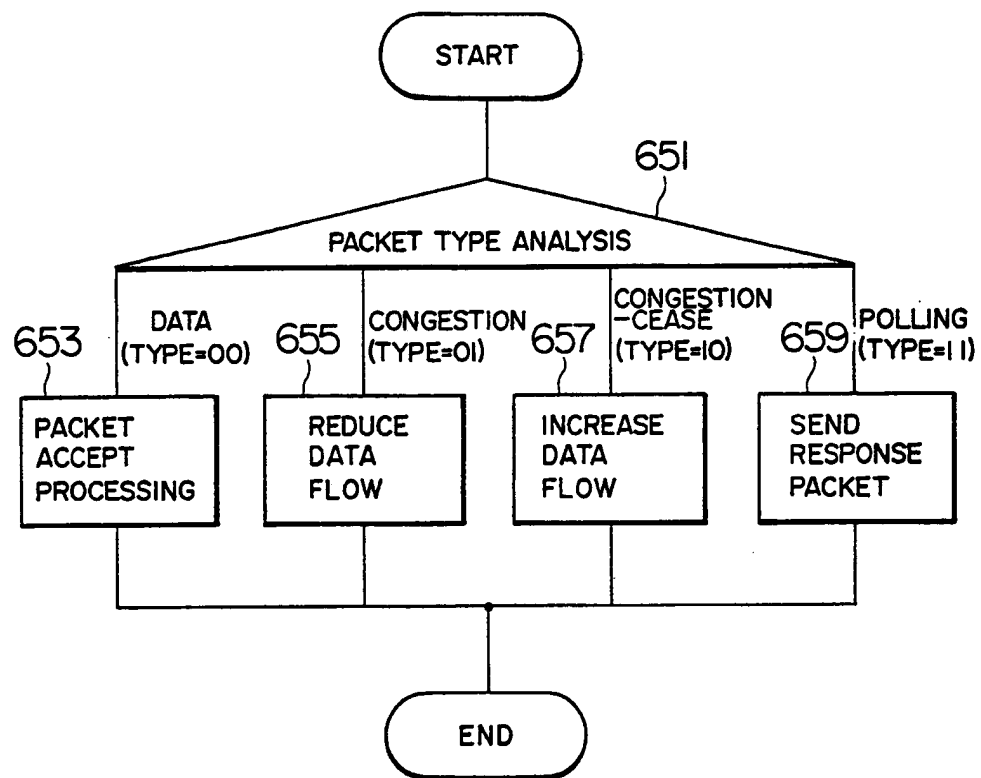 START
651
PACKET TYPE ANALYSIS
653
DATA
(TYPE=00)
655
CONGESTION
(TYPE=01)
657
CONGESTION
-CEASE
(TYPE=10)
659
POLLING
(TYPE=11)
PACKET
ACCEPT
PROCESSING
REDUCE
DATA
FLOW
INCREASE
DATA
FLOW
SEND
RESPONSE
PACKET
END